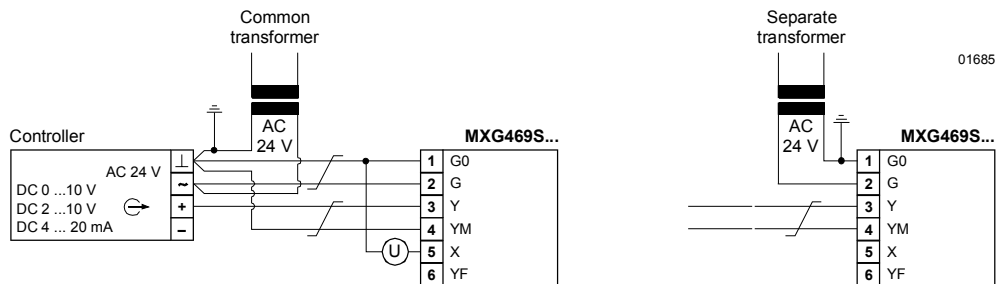 Common
transformer
Separate
transformer
01685
Controller
AC
24 V
MXG469S...
AC
24 V
MXG469S...
AC 24 V
DC 0 ...10 V
DC 2 ...10 V
DC 4 ... 20 mA
⊥
~
+
–
1 G0
2 G
3 Y
4 YM
5 X
6 YF
U
1 G0
2 G
3 Y
4 YM
5 X
6 YF